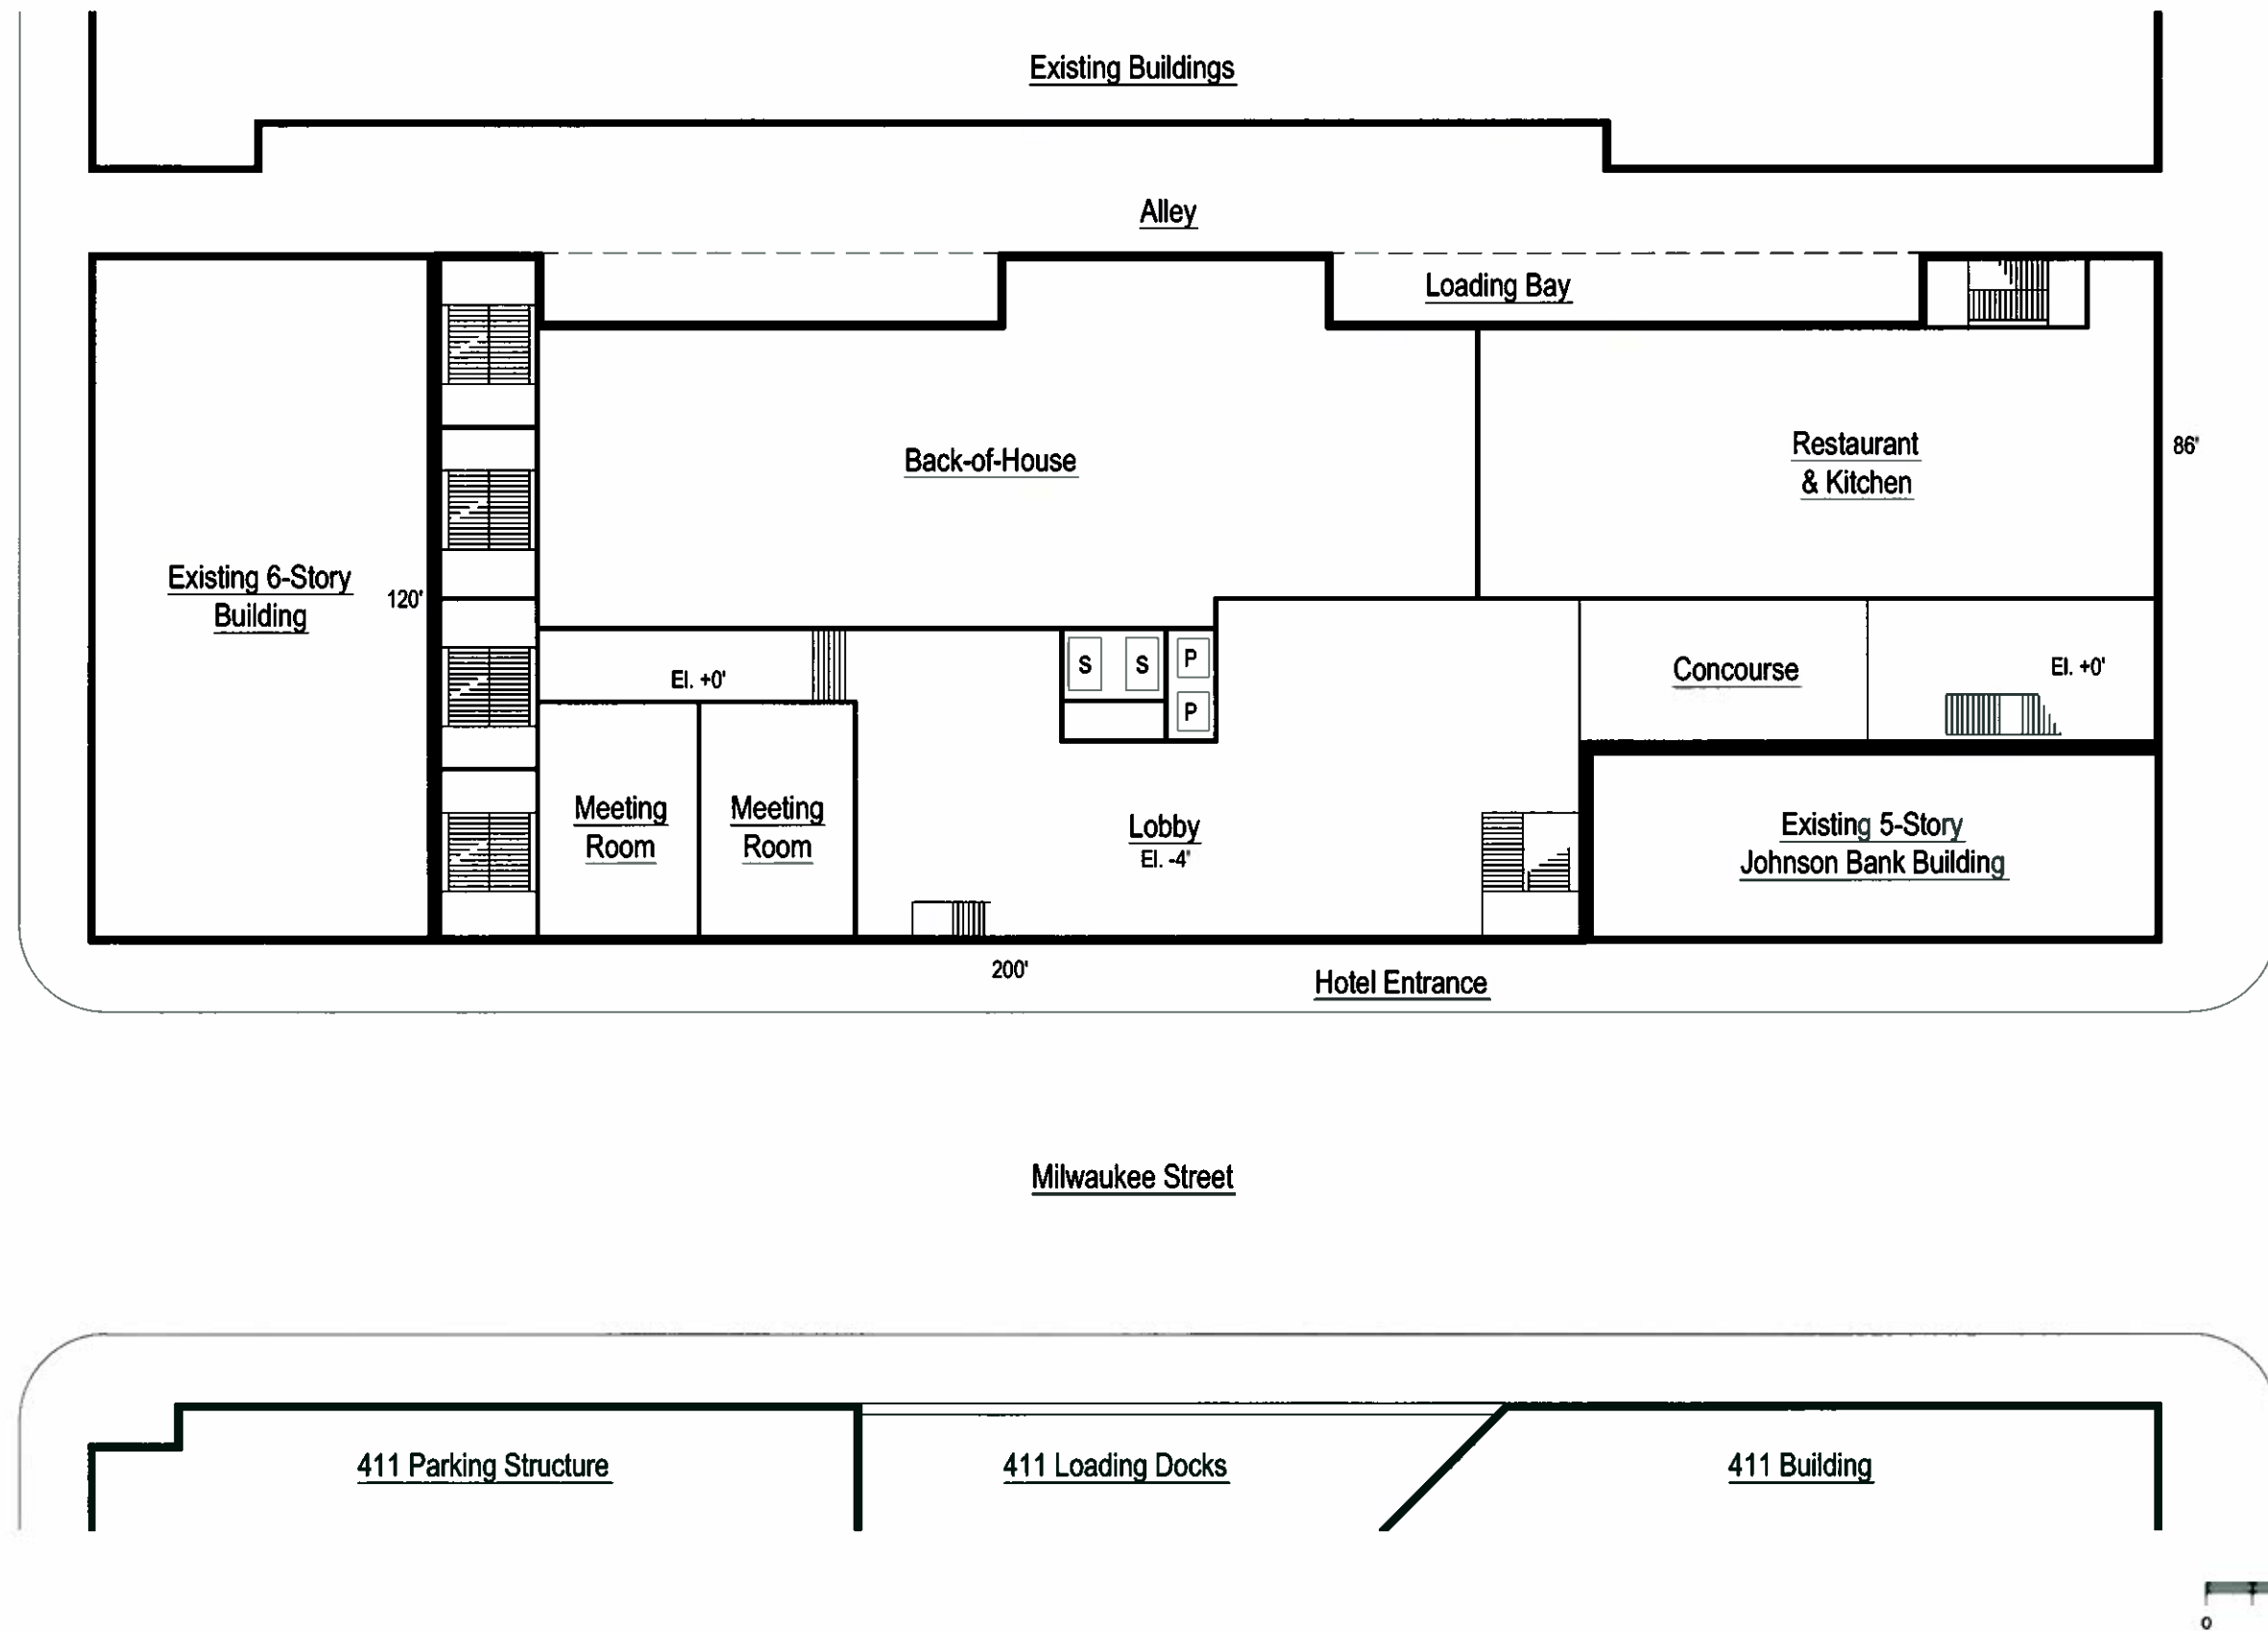 Existing Buildings
Alley
Loading Bay
Back-of-House
Restaurant
& Kitchen
86'
Existing 6-Story
Building
120'
El. +0'
S
S
P
P
Concourse
El. +0'
Meeting
Room
Meeting
Room
Lobby
El. -4'
Existing 5-Story
Johnson Bank Building
200'
Hotel Entrance
Milwaukee Street
411 Parking Structure
411 Loading Docks
411 Building
0